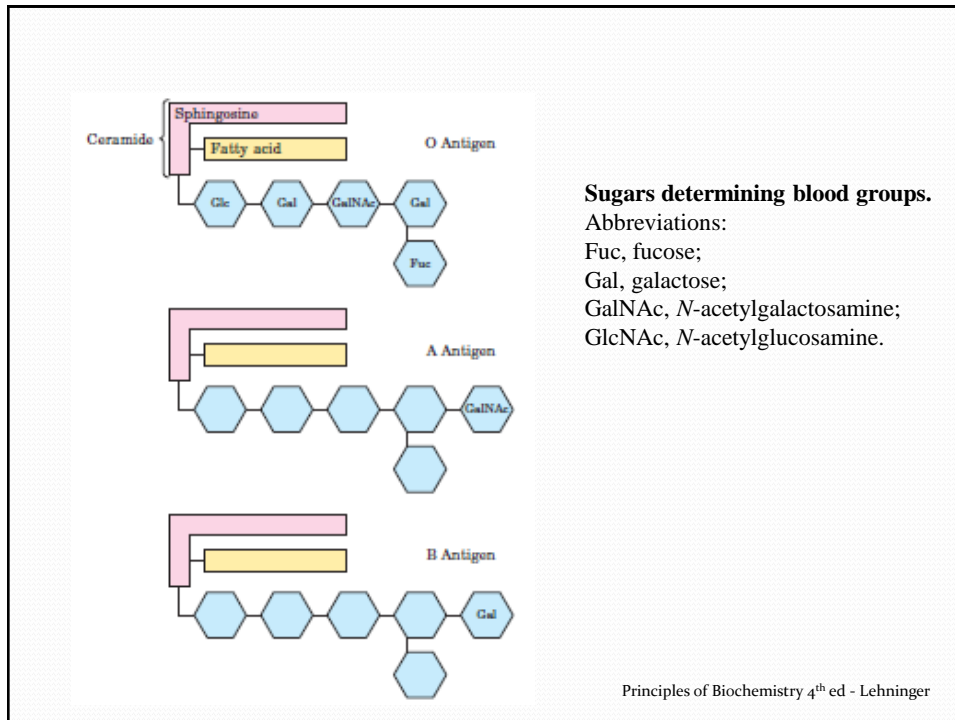 Sphingosine
Ceramide
Fatty acid
O Antigen
Glc Gal GalNAc Gal
Fuc
A Antigen
GalNAc
B Antigen
Gal
Sugars determining blood groups.
Abbreviations:
Fuc, fucose;
Gal, galactose;
GalNAc, N-acetylgalactosamine;
GlcNAc, N-acetylglucosamine.
Principles of Biochemistry 4th ed - Lehninger